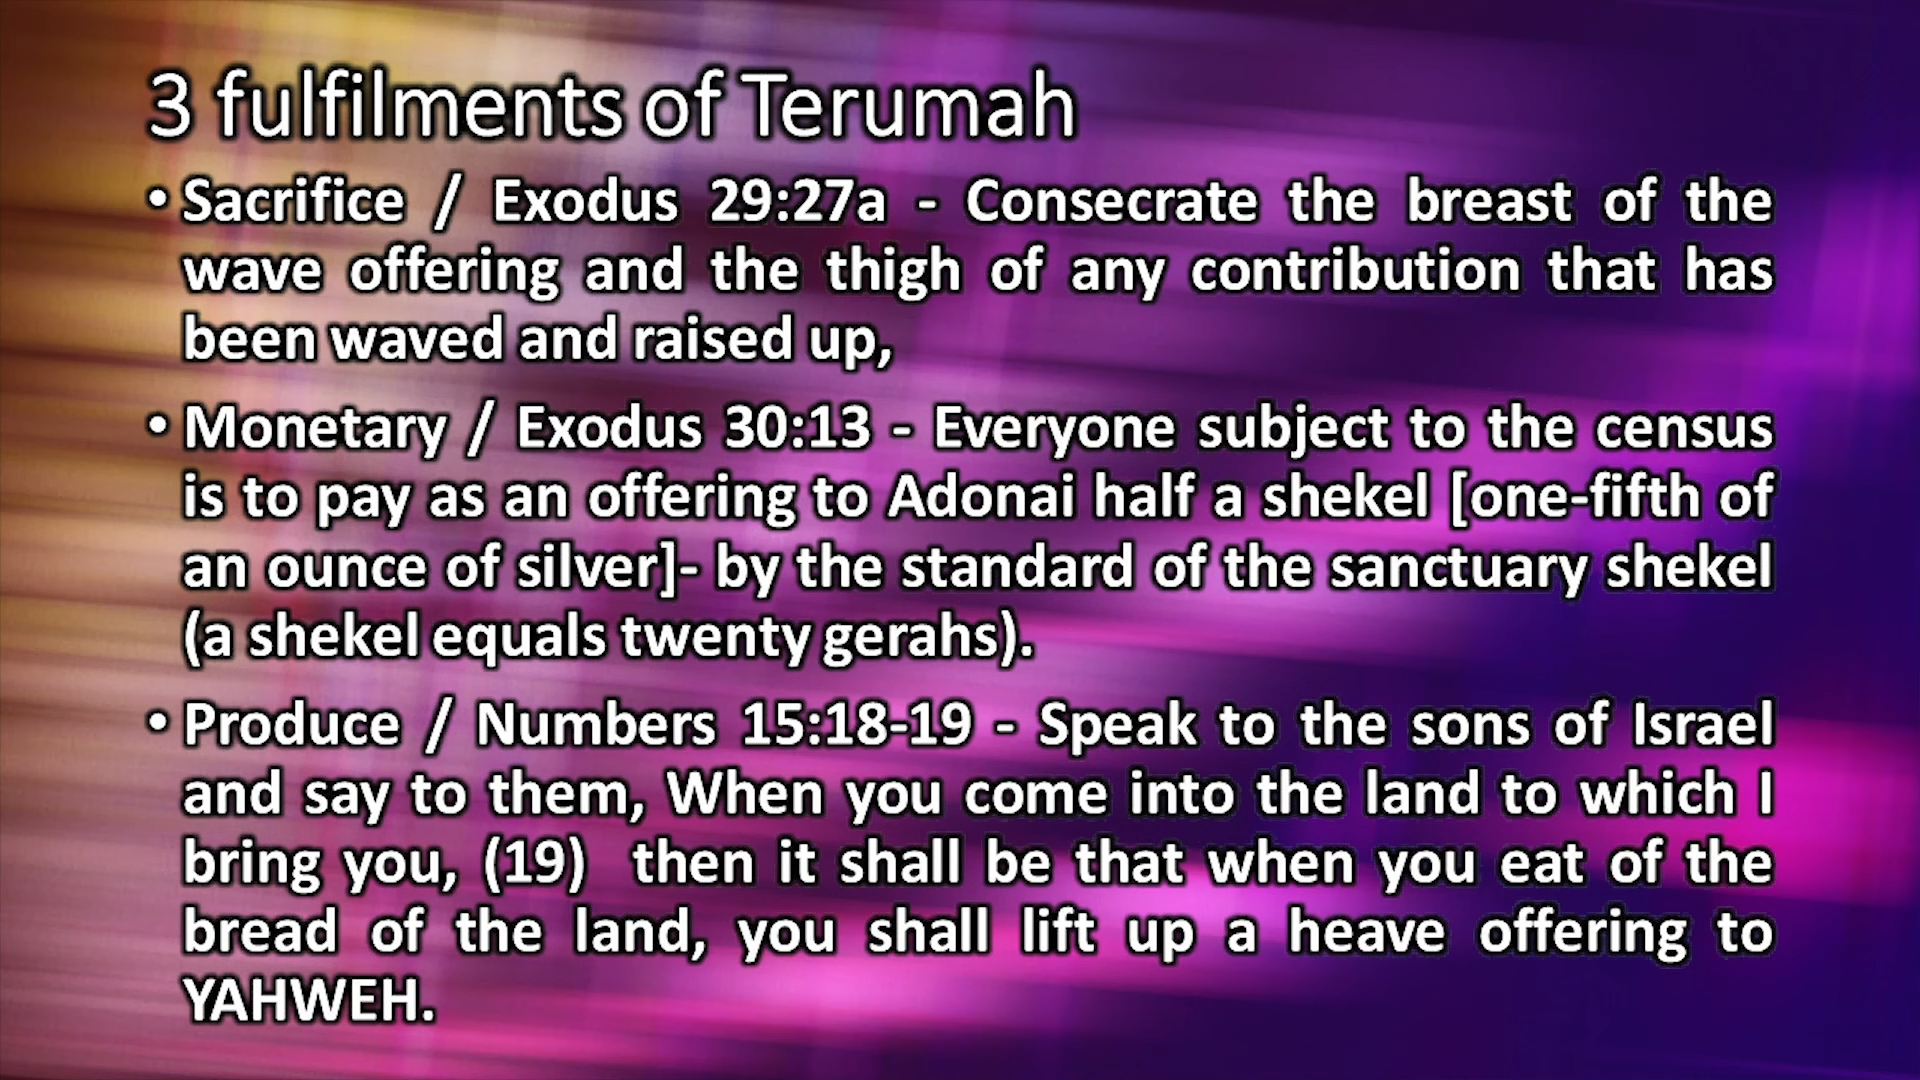 3 fulfilments of Terumah
• Sacrifice / Exodus 29:27a - Consecrate the breast of the
wave offering and the thigh of any contribution that has
been waved and raised up,
• Monetary / Exodus 30:13 - Everyone subject to the census
is to pay as an offering to Adonai half a shekel [one-fifth of
an ounce of silver]- by the standard of the sanctuary shekel
(a shekel equals twenty gerahs).
• Produce / Numbers 15:18-19 - Speak to the sons of Israel
and say to them, When you come into the land to which I
bring you, (19)  then it shall be that when you eat of the
bread of the land, you shall lift up a heave offering to
YAHWEH.